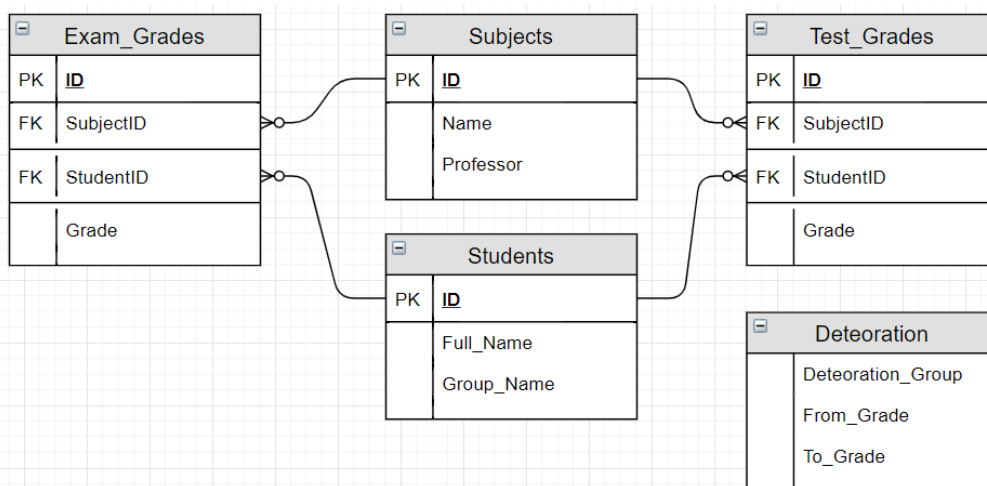 Exam_Grades
PK ID
FK SubjectID
FK StudentID
Grade
Subjects
PK ID
Name
Professor
Students
PK ID
Full_Name
Group_Name
Test_Grades
PK ID
FK SubjectID
FK StudentID
Grade
Deteoration
Deteoration_Group
From_Grade
To_Grade